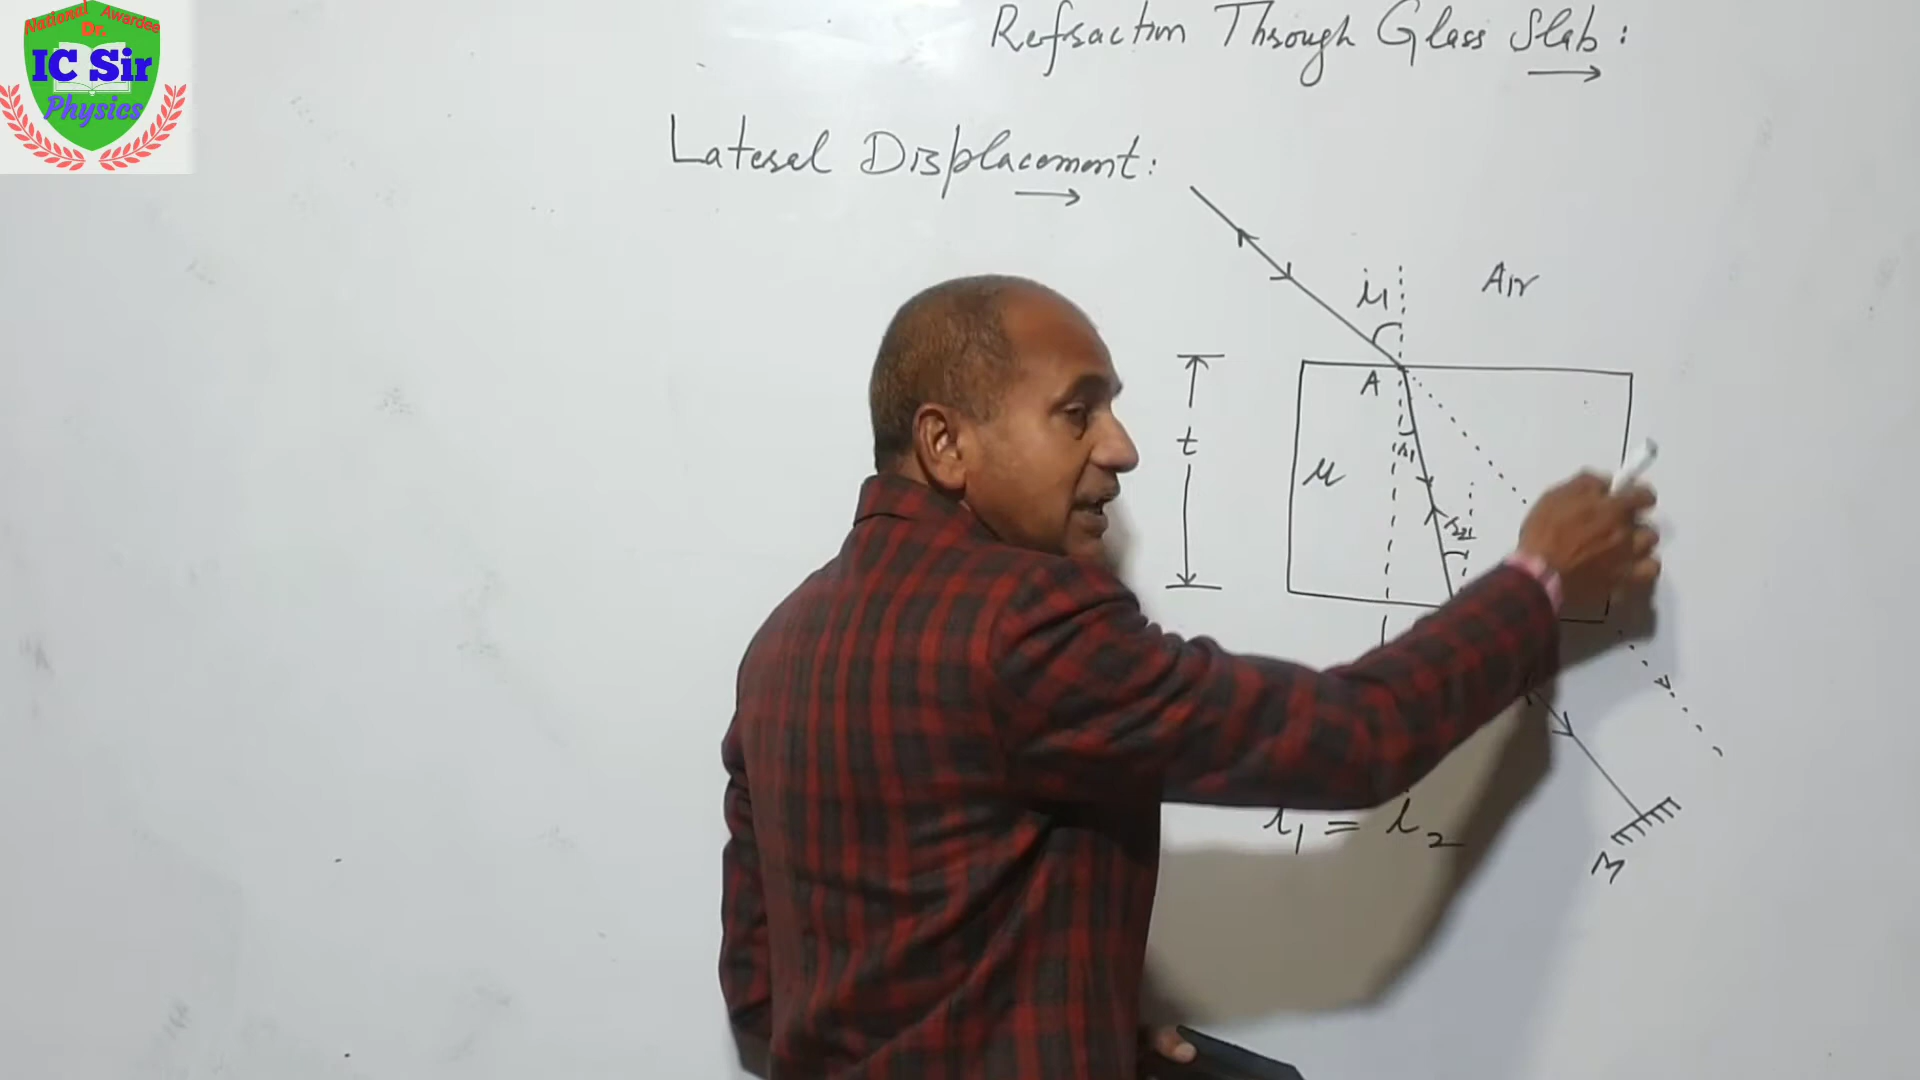 National Awardee
Dr.
IC Sir
Physics
Refraction Through Glass Slab:
Lateral Displacement:
i1
Air
A
t
r1
μ
r2
i1 = i2
M